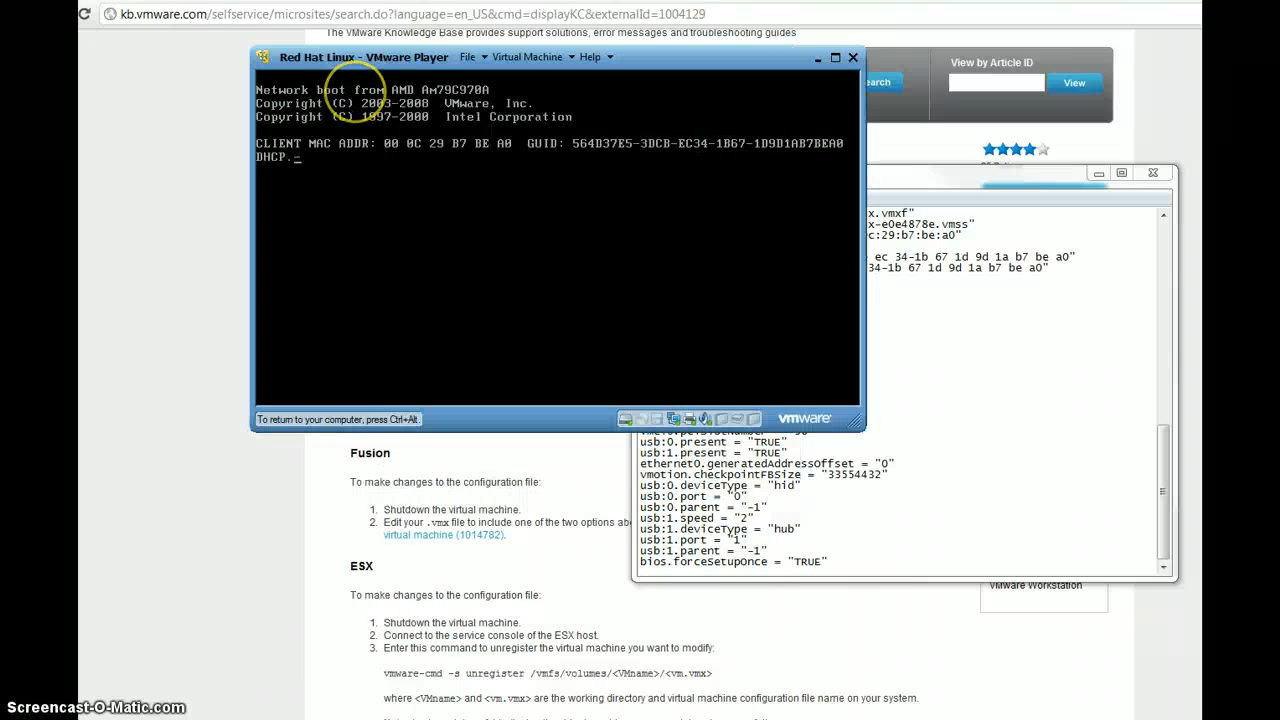 kb.vmware.com/selfservice/microsites/search.do?language=en_US&cmd=displayKC&externalId=1004129
The VMware Knowledge Base provides support solutions, error messages and troubleshooting guides
Red Hat Linux - VMware Player File Virtual Machine Help
View by Article ID
earch
View
Network boot from AMD Am79C970A
Copyright (C) 2003-2008 VMware, Inc.
Copyright (C) 1997-2000 Intel Corporation
CLIENT MAC ADDR: 00 0C 29 B7 BE A0 GUID: 564D37E5-3DCB-EC34-1B67-1D9D1AB7BEA0
DHCP.-
x.vmxf"
x-e0e4878e.vmss"
c:29:b7:be:a0"
ec 34-1b 67 1d 9d 1a b7 be a0"
34-1b 67 1d 9d 1a b7 be a0"
To return to your computer, press Ctrl+Alt.
vmware
usb:0.present = "TRUE"
usb:1.present = "TRUE"
ethernet0.generatedAddressOffset = "0"
vmotion.checkpointFBSize = "33554432"
usb:0.deviceType = "hid"
usb:0.port = "0"
usb:0.parent = "-1"
usb:1.speed = "2"
usb:1.deviceType = "hub"
usb:1.port = "1"
usb:1.parent = "-1"
bios.forceSetupOnce = "TRUE"
Fusion
To make changes to the configuration file:
1. Shutdown the virtual machine.
2. Edit your .vmx file to include one of the two options abo
virtual machine (1014782).
VMware Workstation
ESX
To make changes to the configuration file:
1. Shutdown the virtual machine.
2. Connect to the service console of the ESX host.
3. Enter this command to unregister the virtual machine you want to modify:
vmware-cmd -s unregister /vmfs/volumes/<VMname>/<vm.vmx>
where <VMname> and <vm.vmx> are the working directory and virtual machine configuration file name on your system.
Screencast-O-Matic.com